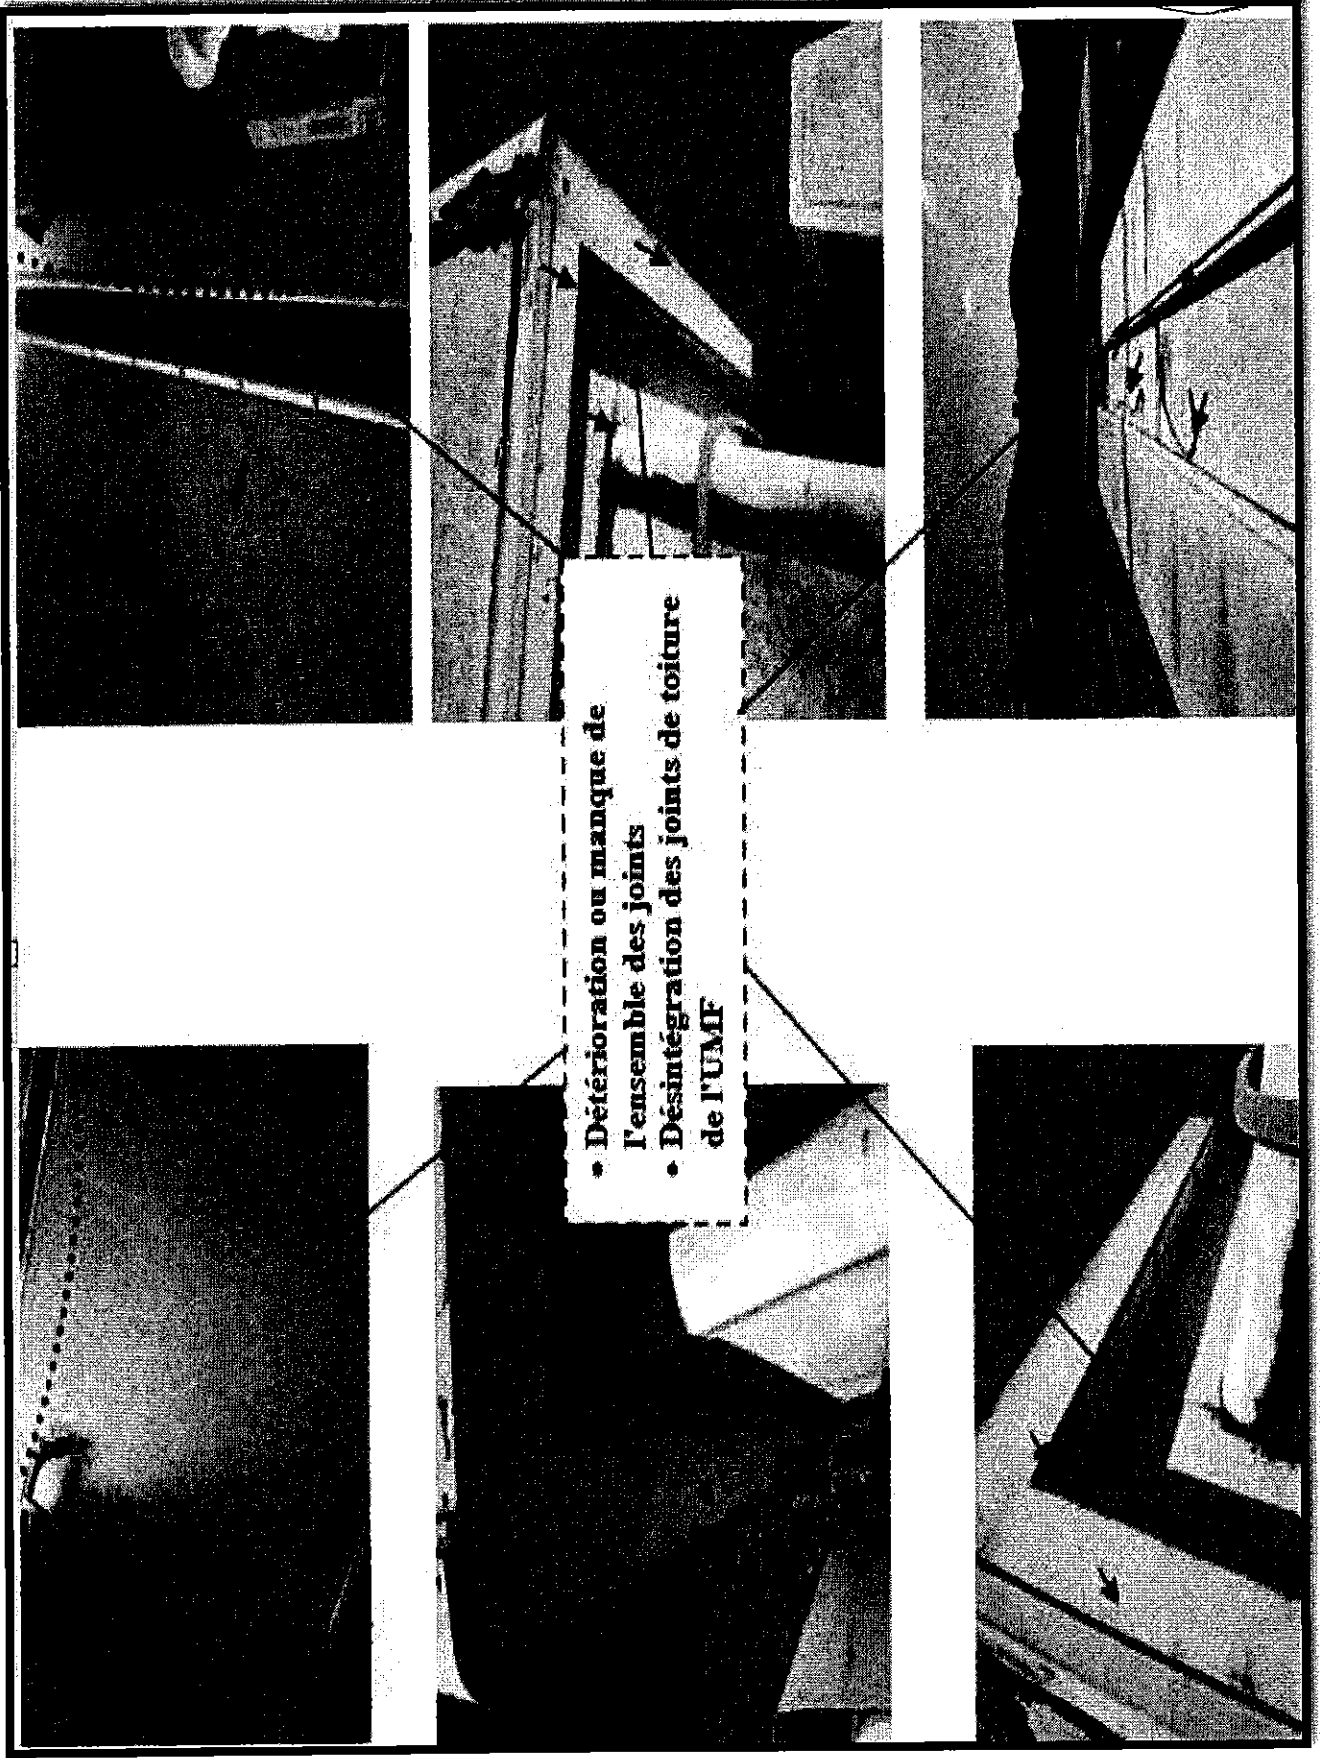 • Détérioration ou manque de
l'ensemble des joints
• Désintégration des joints de toiture
de l'UMF